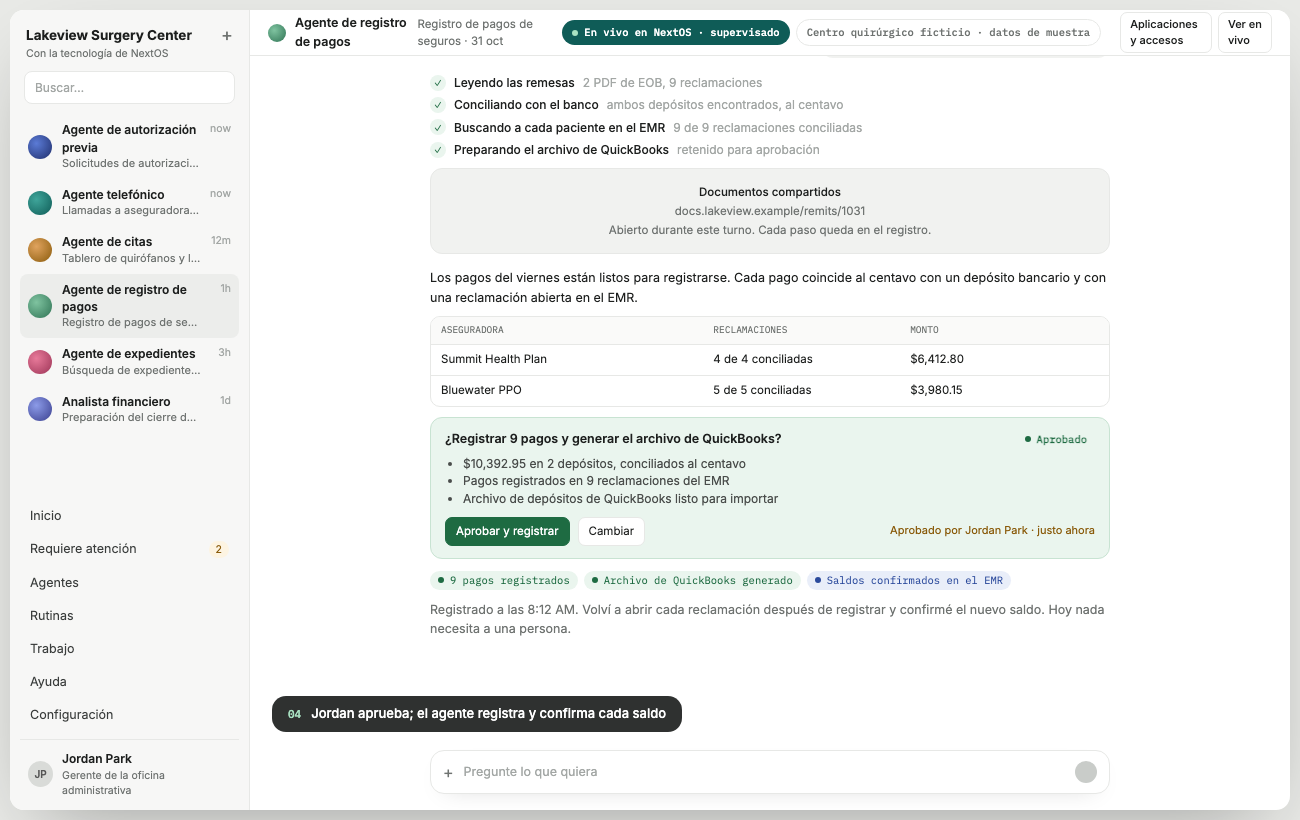 Lakeview Surgery Center
+
Con la tecnología de NextOS
Buscar...
Agente de autorización previa
now
Solicitudes de autorizaci...
Agente telefónico
now
Llamadas a aseguradora...
Agente de citas
12m
Tablero de quirófanos y l...
Agente de registro de pagos
1h
Registro de pagos de se...
Agente de expedientes
3h
Búsqueda de expediente...
Analista financiero
1d
Preparación del cierre d...
Inicio
Requiere atención
2
Agentes
Rutinas
Trabajo
Ayuda
Configuración
JP
Jordan Park
Gerente de la oficina administrativa
Agente de registro de pagos
Registro de pagos de seguros · 31 oct
En vivo en NextOS · supervisado
Centro quirúrgico ficticio · datos de muestra
Aplicaciones y accesos
Ver en vivo
✓ Leyendo las remesas 2 PDF de EOB, 9 reclamaciones
✓ Conciliando con el banco ambos depósitos encontrados, al centavo
✓ Buscando a cada paciente en el EMR 9 de 9 reclamaciones conciliadas
✓ Preparando el archivo de QuickBooks retenido para aprobación
Documentos compartidos
docs.lakeview.example/remits/1031
Abierto durante este turno. Cada paso queda en el registro.
Los pagos del viernes están listos para registrarse. Cada pago coincide al centavo con un depósito bancario y con
una reclamación abierta en el EMR.
ASEGURADORA RECLAMACIONES MONTO
Summit Health Plan 4 de 4 conciliadas $6,412.80
Bluewater PPO 5 de 5 conciliadas $3,980.15
¿Registrar 9 pagos y generar el archivo de QuickBooks?
Aprobado
• $10,392.95 en 2 depósitos, conciliados al centavo
• Pagos registrados en 9 reclamaciones del EMR
• Archivo de depósitos de QuickBooks listo para importar
Aprobar y registrar
Cambiar
Aprobado por Jordan Park · justo ahora
9 pagos registrados
Archivo de QuickBooks generado
Saldos confirmados en el EMR
Registrado a las 8:12 AM. Volví a abrir cada reclamación después de registrar y confirmé el nuevo saldo. Hoy nada
necesita a una persona.
04 Jordan aprueba; el agente registra y confirma cada saldo
+ Pregunte lo que quiera